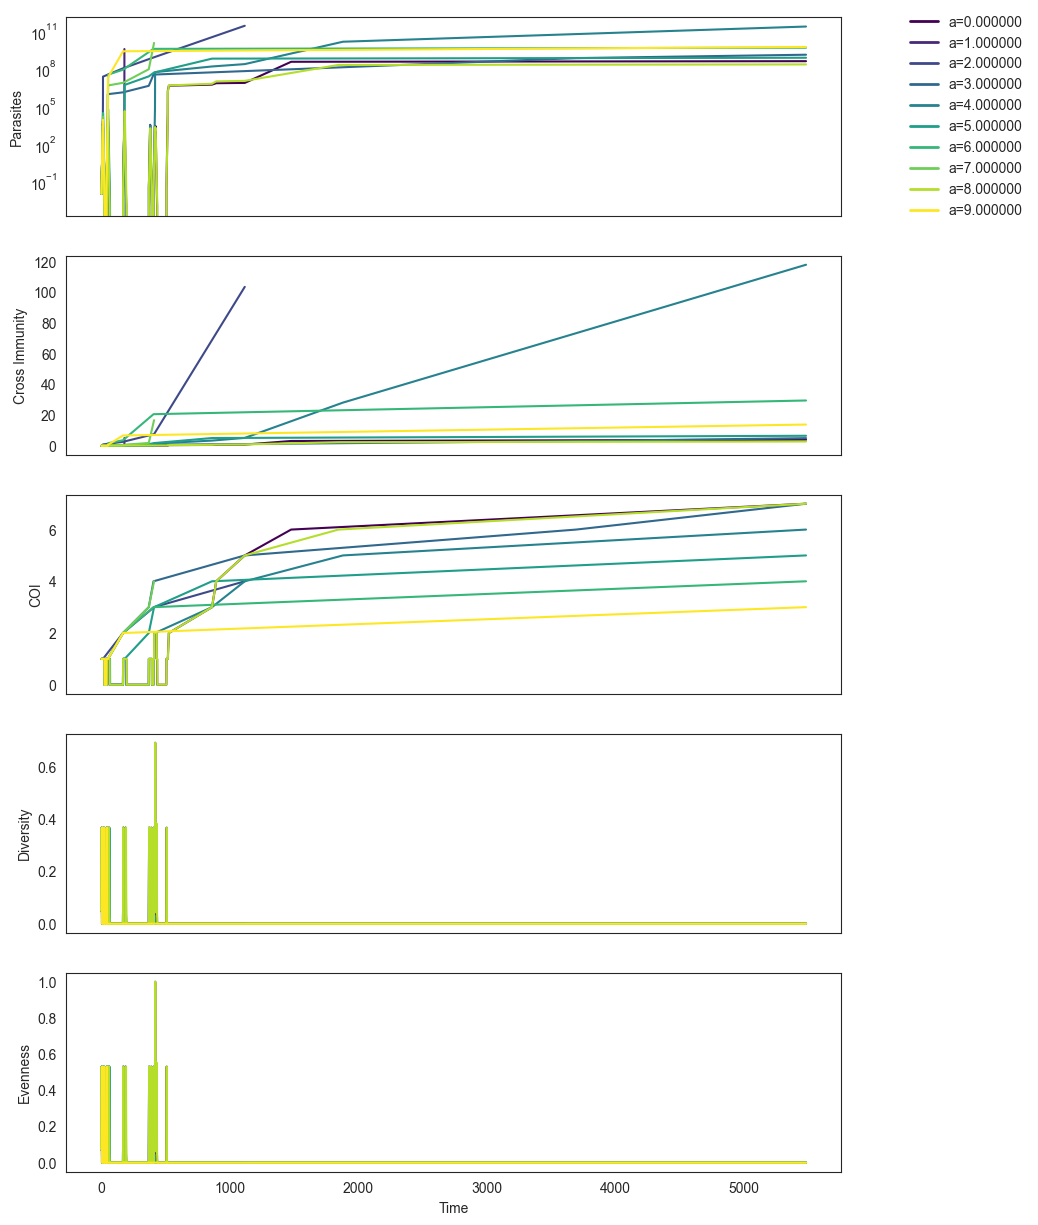 10^11
10^8
10^5
10^2
10^−1
Parasites
a=0.000000
a=1.000000
a=2.000000
a=3.000000
a=4.000000
a=5.000000
a=6.000000
a=7.000000
a=8.000000
a=9.000000
120
100
80
60
40
20
0
Cross Immunity
6
4
2
0
COI
0.6
0.4
0.2
0.0
Diversity
1.0
0.8
0.6
0.4
0.2
0.0
Evenness
0 1000 2000 3000 4000 5000
Time